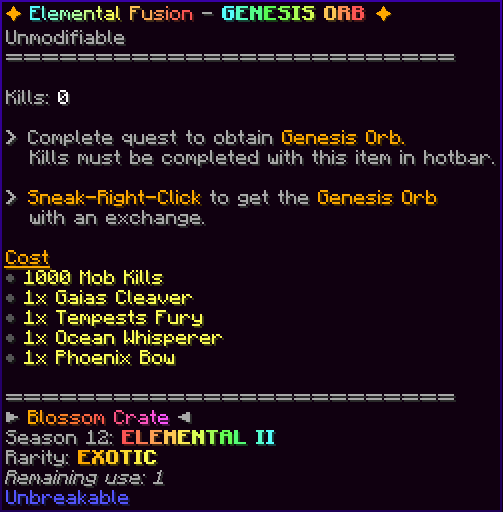 ✦ Elemental Fusion - GENESIS ORB ✦
Unmodifiable
=====================================
Kills: 0
> Complete quest to obtain Genesis Orb.
Kills must be completed with this item in hotbar.
> Sneak-Right-Click to get the Genesis Orb
with an exchange.
Cost
• 1000 Mob Kills
• 1x Gaias Cleaver
• 1x Tempests Fury
• 1x Ocean Whisperer
• 1x Phoenix Bow
=====================================
► Blossom Crate ◄
Season 12: ELEMENTAL II
Rarity: EXOTIC
Remaining use: 1
Unbreakable